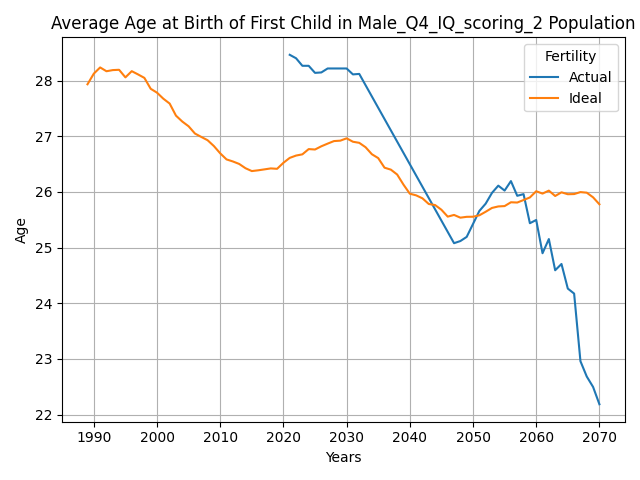 Average Age at Birth of First Child in Male_Q4_IQ_scoring_2 Population
Fertility
Actual
Ideal
Age
28
27
26
25
24
23
22
1990 2000 2010 2020 2030 2040 2050 2060 2070
Years